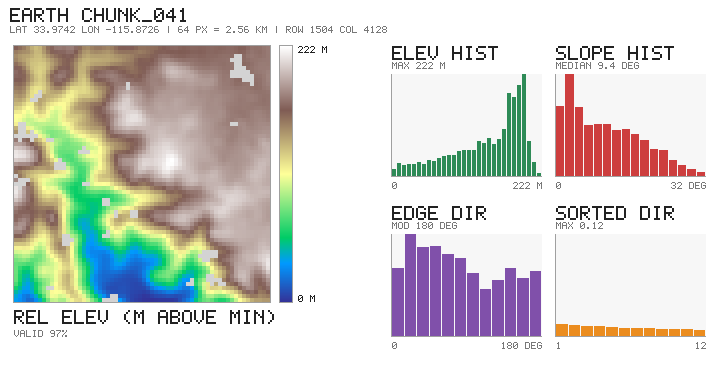 EARTH CHUNK_041
LAT 33.9742 LON -115.8726 | 64 PX = 2.56 KM | ROW 1504 COL 4128
222 M
0 M
REL ELEV (M ABOVE MIN)
VALID 97%
ELEV HIST
MAX 222 M
0 222 M
SLOPE HIST
MEDIAN 9.4 DEG
0 32 DEG
EDGE DIR
MOD 180 DEG
0 180 DEG
SORTED DIR
MAX 0.12
1 12